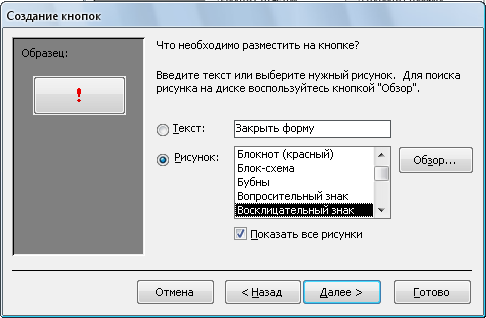 Создание кнопок
Образец:
!
Что необходимо разместить на кнопке?
Введите текст или выберите нужный рисунок. Для поиска
рисунка на диске воспользуйтесь кнопкой "Обзор".
Текст:
Закрыть форму
Рисунок:
Блокнот (красный)
Блок-схема
Бубны
Вопросительный знак
Восклицательный знак
Обзор...
Показать все рисунки
Отмена
< Назад
Далее >
Готово